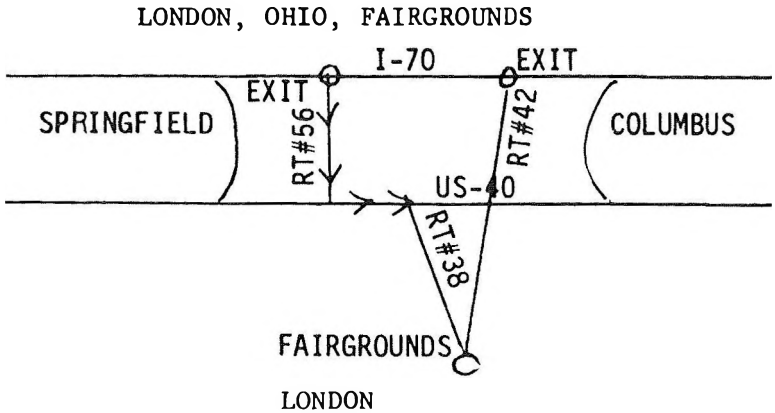 LONDON, OHIO, FAIRGROUNDS
I-70
EXIT
EXIT
SPRINGFIELD
RT#56
RT#42
COLUMBUS
US-40
RT#38
FAIRGROUNDS
LONDON